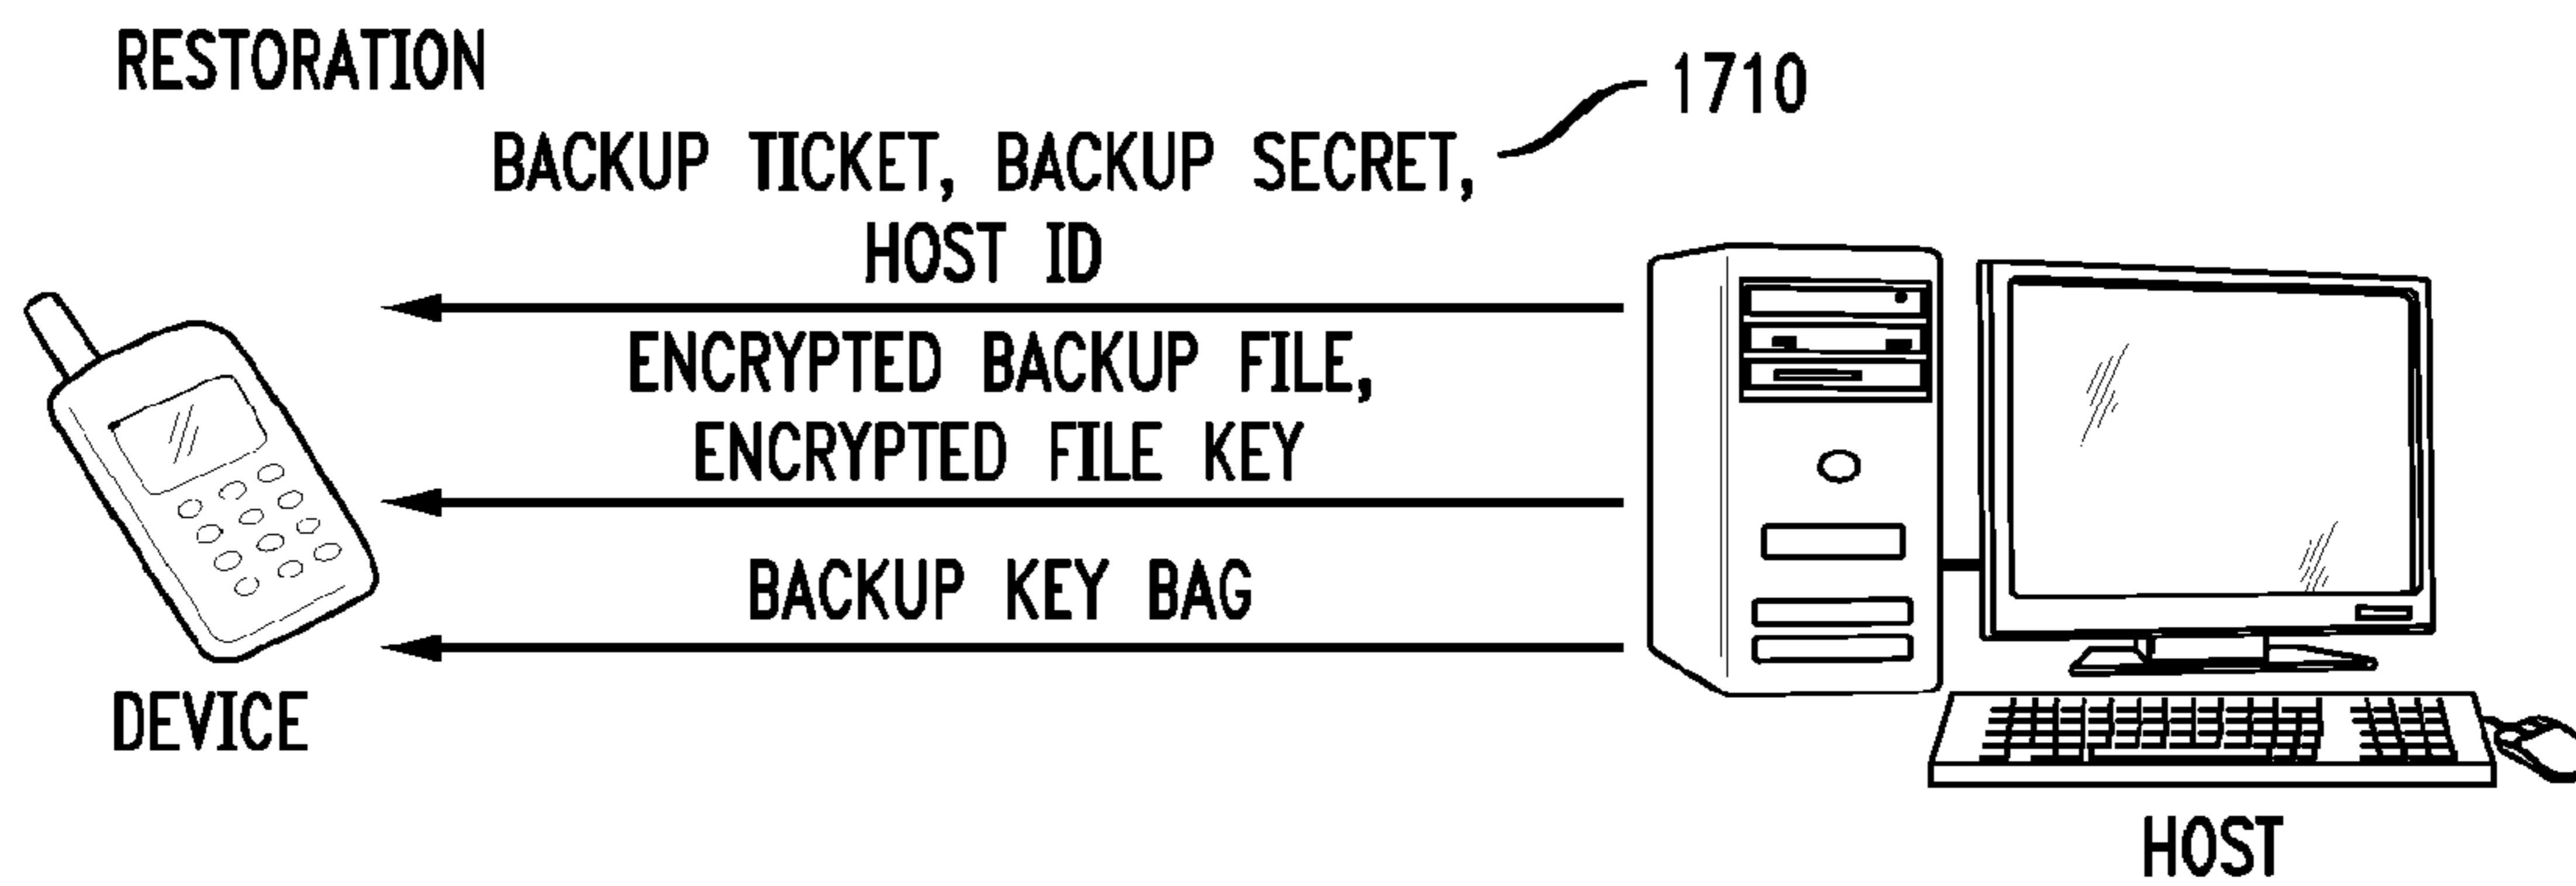 RESTORATION
1710
BACKUP TICKET, BACKUP SECRET,
HOST ID
ENCRYPTED BACKUP FILE,
ENCRYPTED FILE KEY
BACKUP KEY BAG
DEVICE
HOST